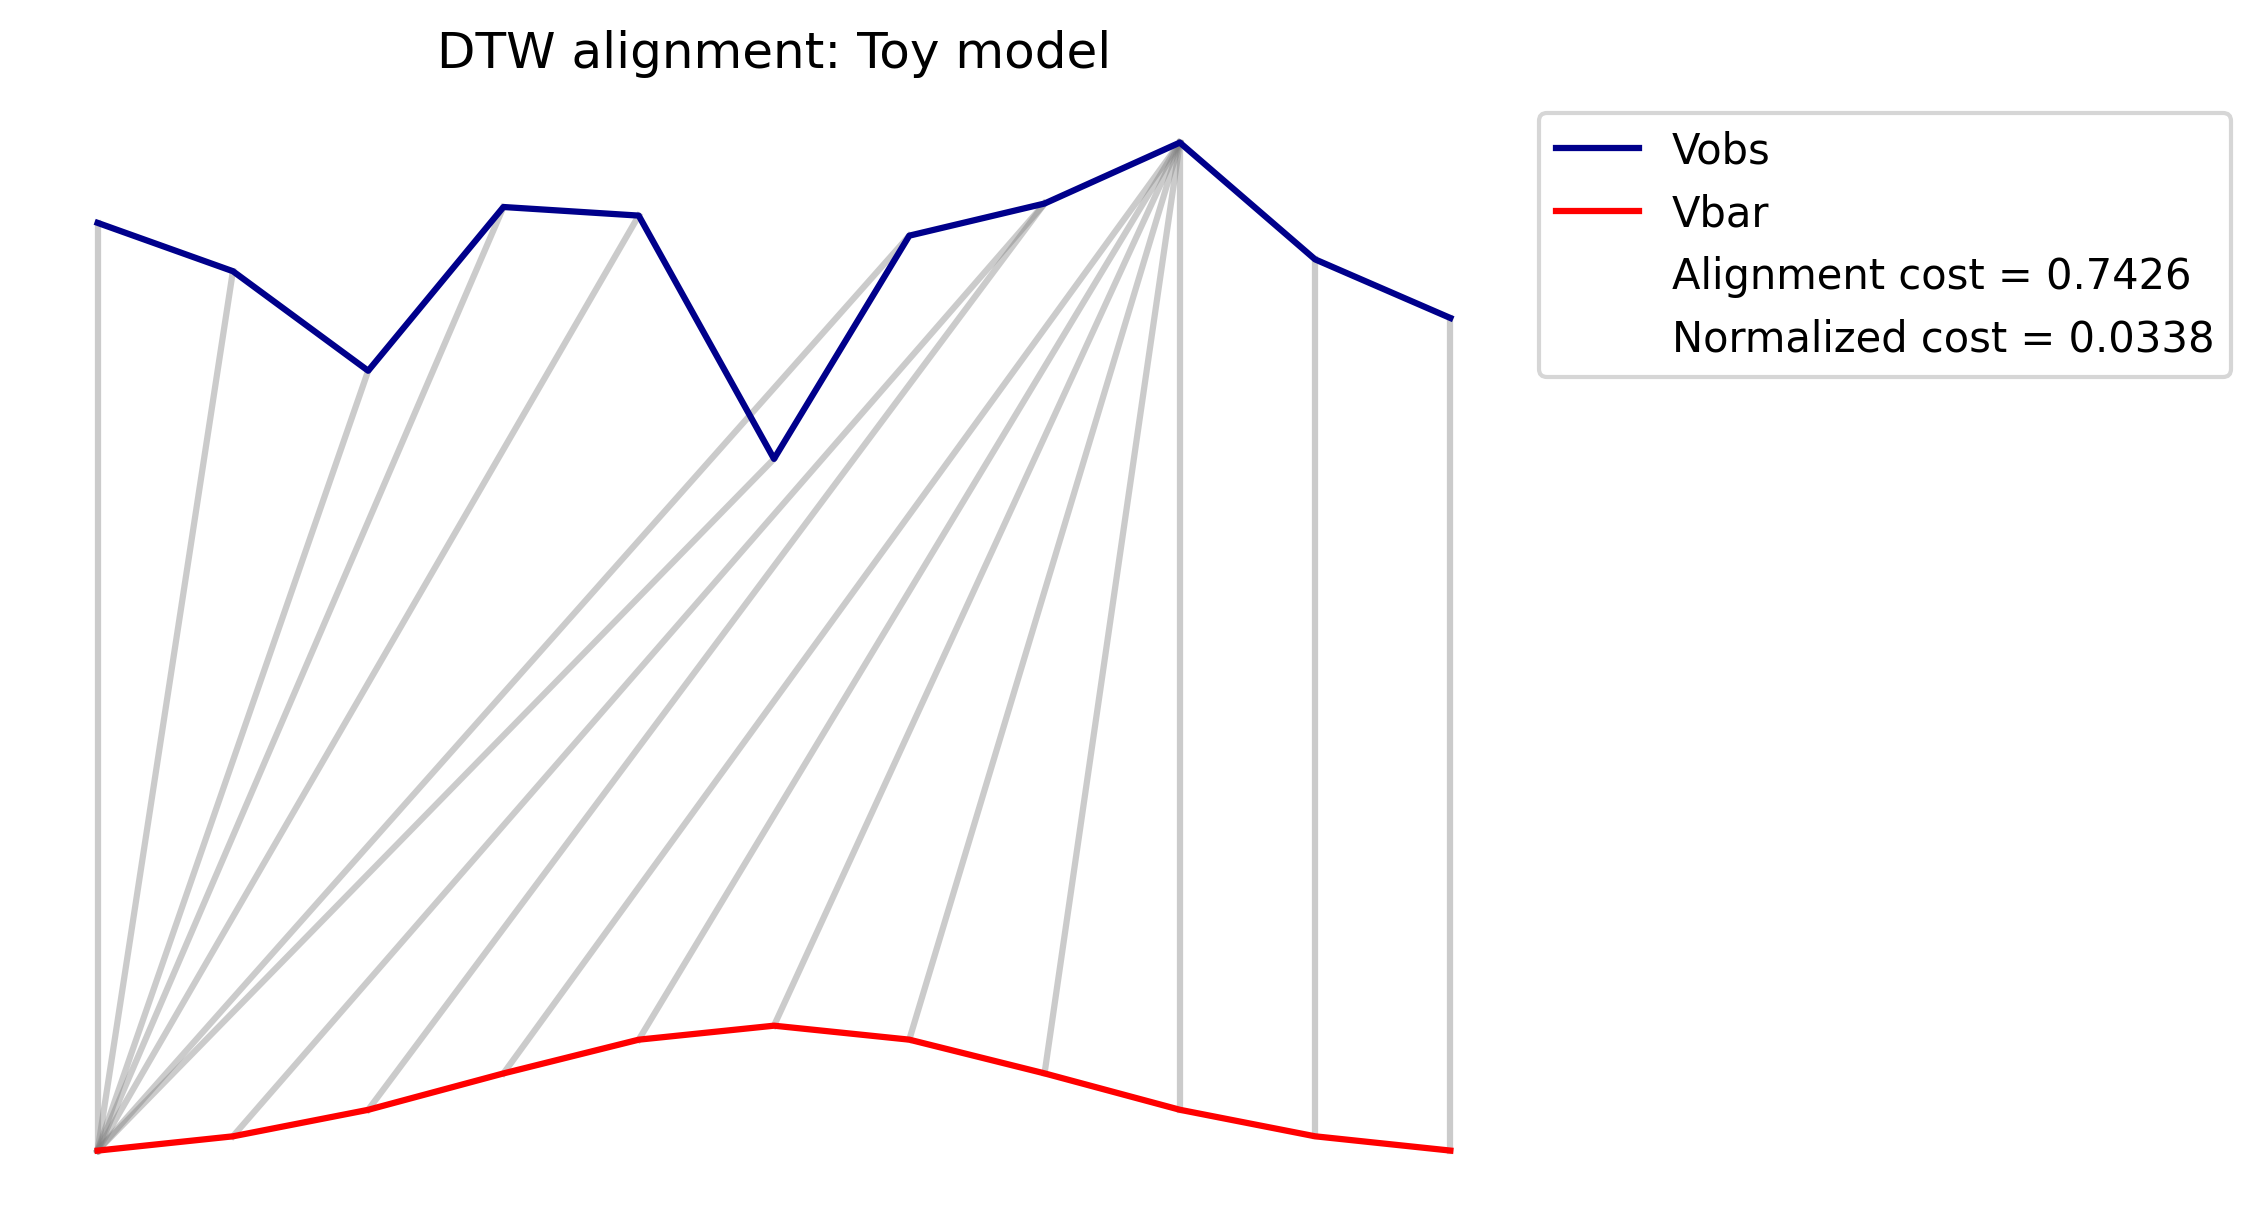 DTW alignment: Toy model
Vobs
Vbar
Alignment cost = 0.7426
Normalized cost = 0.0338